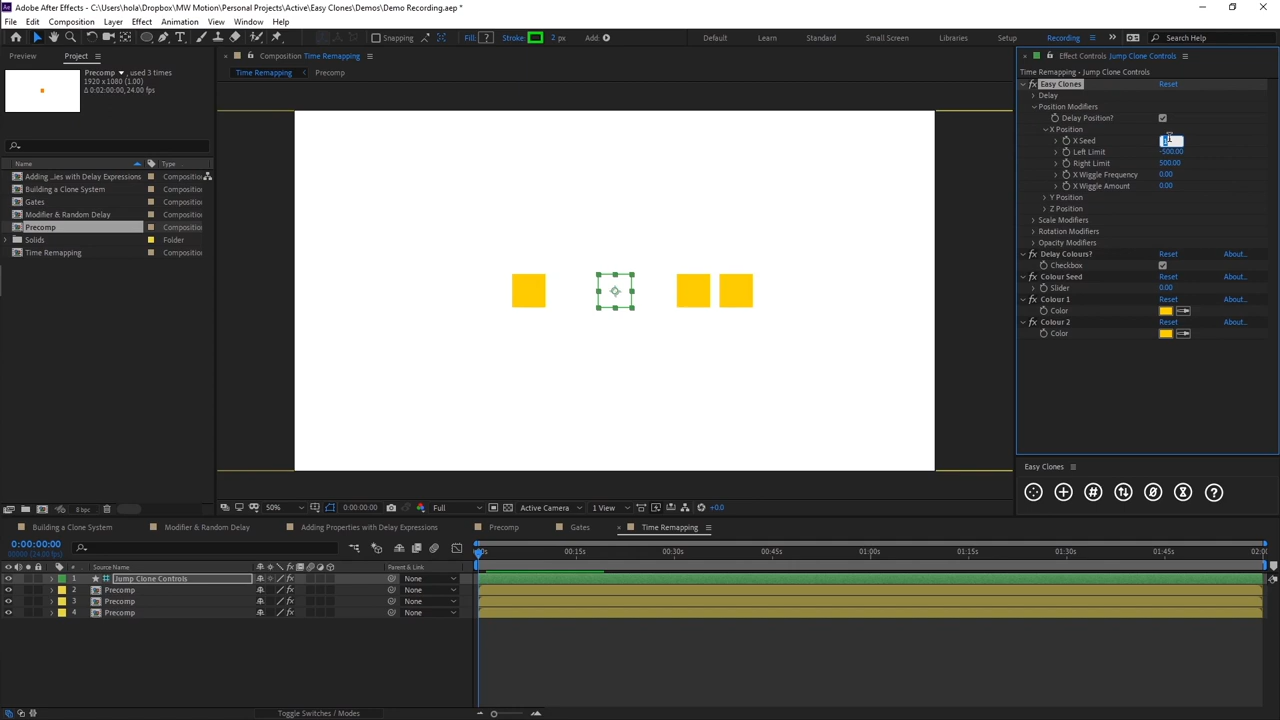 Adobe After Effects - C:\Users\hola\Dropbox\MW Motion\Personal Projects\Active\Easy Clones\Demos\Demo Recording.aep *
File Edit Composition Layer Effect Animation View Window Help
Snapping Fill: ? Stroke: 2 px Add: Default Learn Standard Small Screen Libraries Recording Search Help
Preview Project
Composition Time Remapping
Effect Controls Jump Clone Controls
Time Remapping Precomp
Time Remapping - Jump Clone Controls
Precomp , used 3 times
1920 x 1080 (1.00)
Δ 0:02:00:00, 24.00 fps
Name Type
Adding ..ies with Delay Expressions Composition
Building a Clone System Composition
Gates Composition
Modifier & Random Delay Composition
Precomp Composition
Solids Folder
Time Remapping Composition
Easy Clones Reset
Delay
Position Modifiers
Delay Position?
X Position
X Seed
Left Limit -500.00
Right Limit 500.00
X Wiggle Frequency 0.00
X Wiggle Amount 0.00
Y Position
Z Position
Scale Modifiers
Rotation Modifiers
Opacity Modifiers
Delay Colours? Reset About...
Checkbox
Colour Seed Reset About...
Slider 0.00
Colour 1 Reset About...
Color
Colour 2 Reset About...
Color
Easy Clones
8 bpc
50% 0:00:00:00 Full Active Camera 1 View +0.0
Building a Clone System Modifier & Random Delay Adding Properties with Delay Expressions Precomp Gates Time Remapping
0:00:00:00
00000 (24.00 fps)
00s 00:15s 00:30s 00:45s 01:00s 01:15s 01:30s 01:45s 02:00
# Source Name Parent & Link
1 Jump Clone Controls None
2 Precomp None
3 Precomp None
4 Precomp None
Toggle Switches / Modes